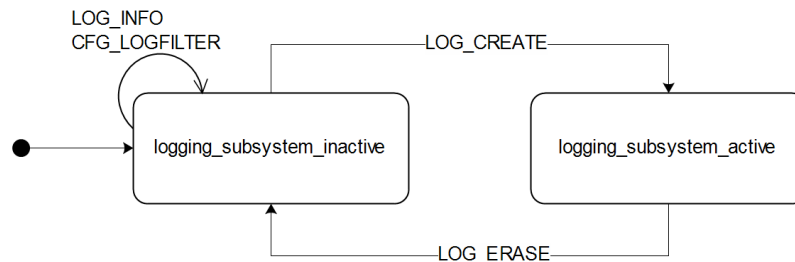 LOG_INFO
CFG_LOGFILTER
LOG_CREATE
logging_subsystem_inactive
logging_subsystem_active
LOG_ERASE